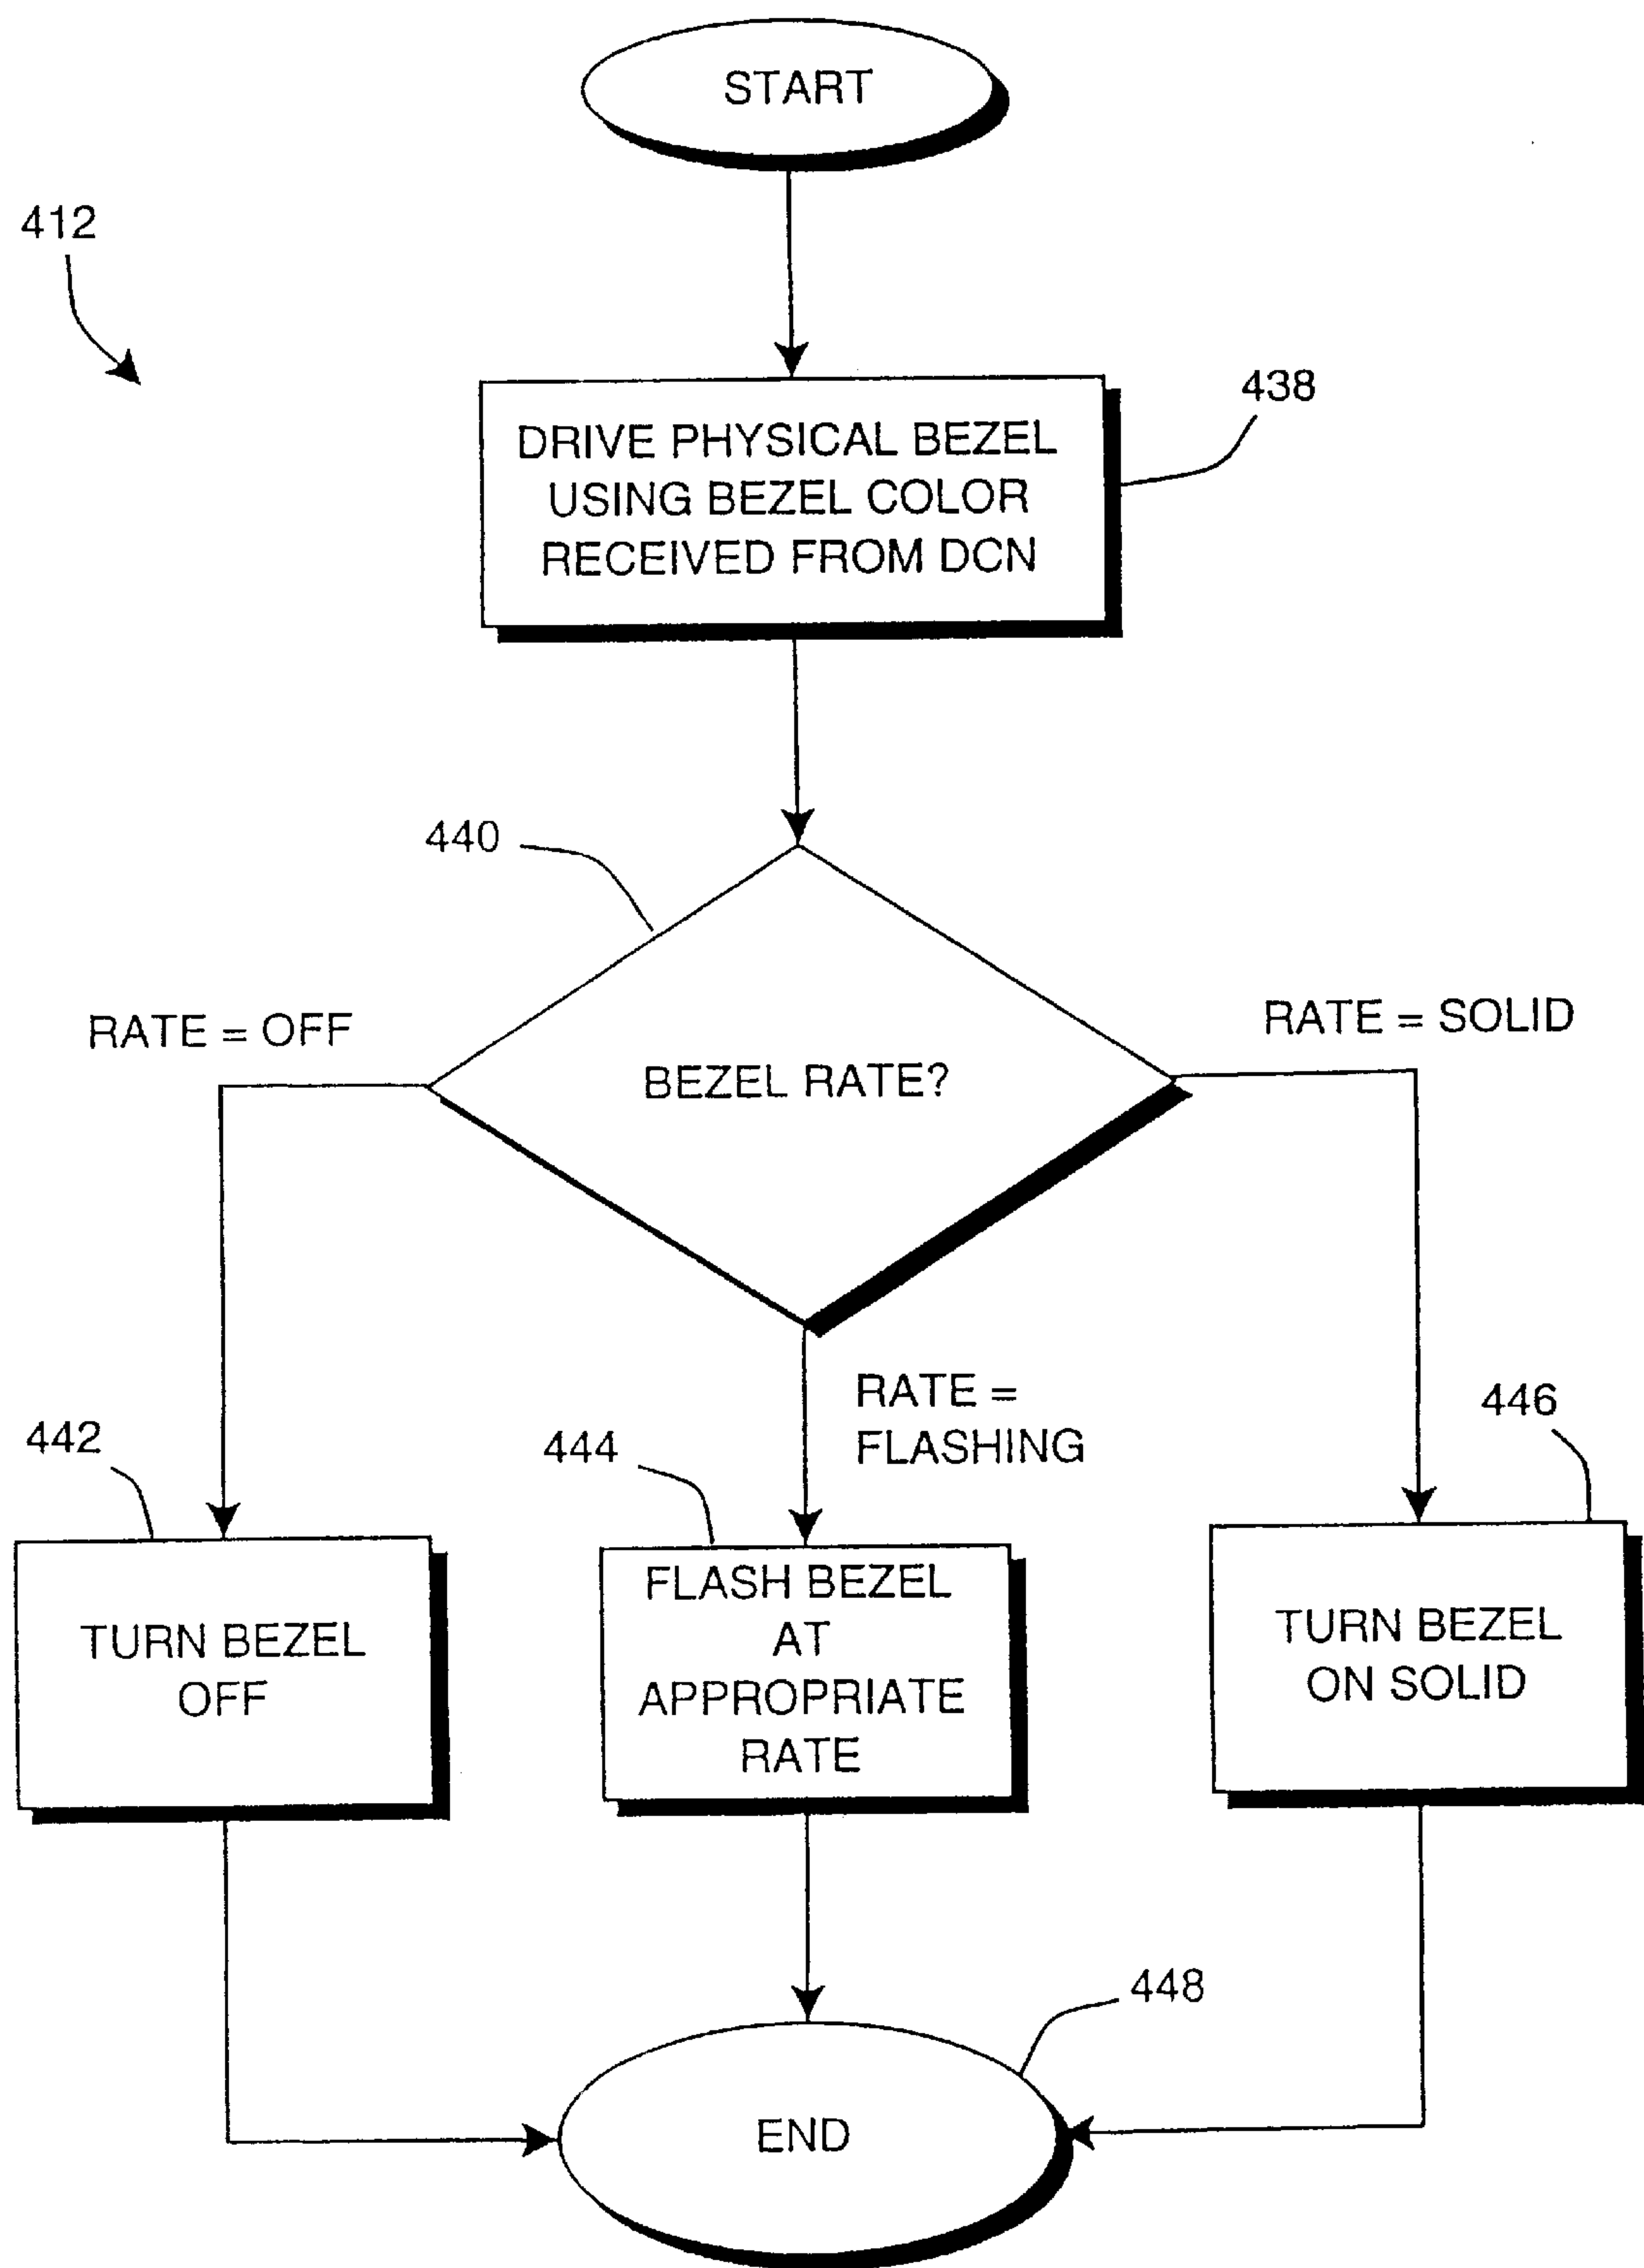 START
412
438
DRIVE PHYSICAL BEZEL
USING BEZEL COLOR
RECEIVED FROM DCN
440
RATE = OFF
BEZEL RATE?
RATE = SOLID
RATE =
FLASHING
442
444
446
TURN BEZEL
OFF
FLASH BEZEL
AT
APPROPRIATE
RATE
TURN BEZEL
ON SOLID
448
END